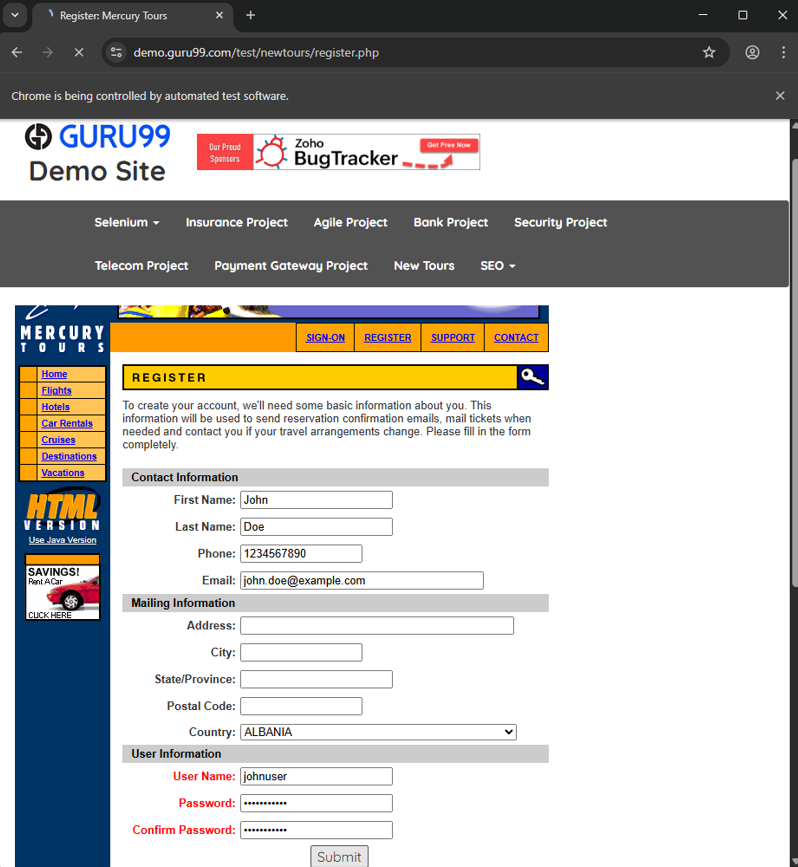 Register: Mercury Tours
demo.guru99.com/test/newtours/register.php
Chrome is being controlled by automated test software.
GURU99
Demo Site
Our Proud
Sponsors
Zoho
BugTracker
Get Free Now
Selenium
Insurance Project
Agile Project
Bank Project
Security Project
Telecom Project
Payment Gateway Project
New Tours
SEO
MERCURY
TOURS
SIGN-ON
REGISTER
SUPPORT
CONTACT
Home
Flights
Hotels
Car Rentals
Cruises
Destinations
Vacations
HTML
VERSION
Use Java Version
SAVINGS!
Rent A Car
CLICK HERE
REGISTER
To create your account, we'll need some basic information about you. This
information will be used to send reservation confirmation emails, mail tickets when
needed and contact you if your travel arrangements change. Please fill in the form
completely.
Contact Information
First Name: John
Last Name: Doe
Phone: 1234567890
Email: john.doe@example.com
Mailing Information
Address:
City:
State/Province:
Postal Code:
Country: ALBANIA
User Information
User Name: johnuser
Password: •••••••••••
Confirm Password: •••••••••••
Submit